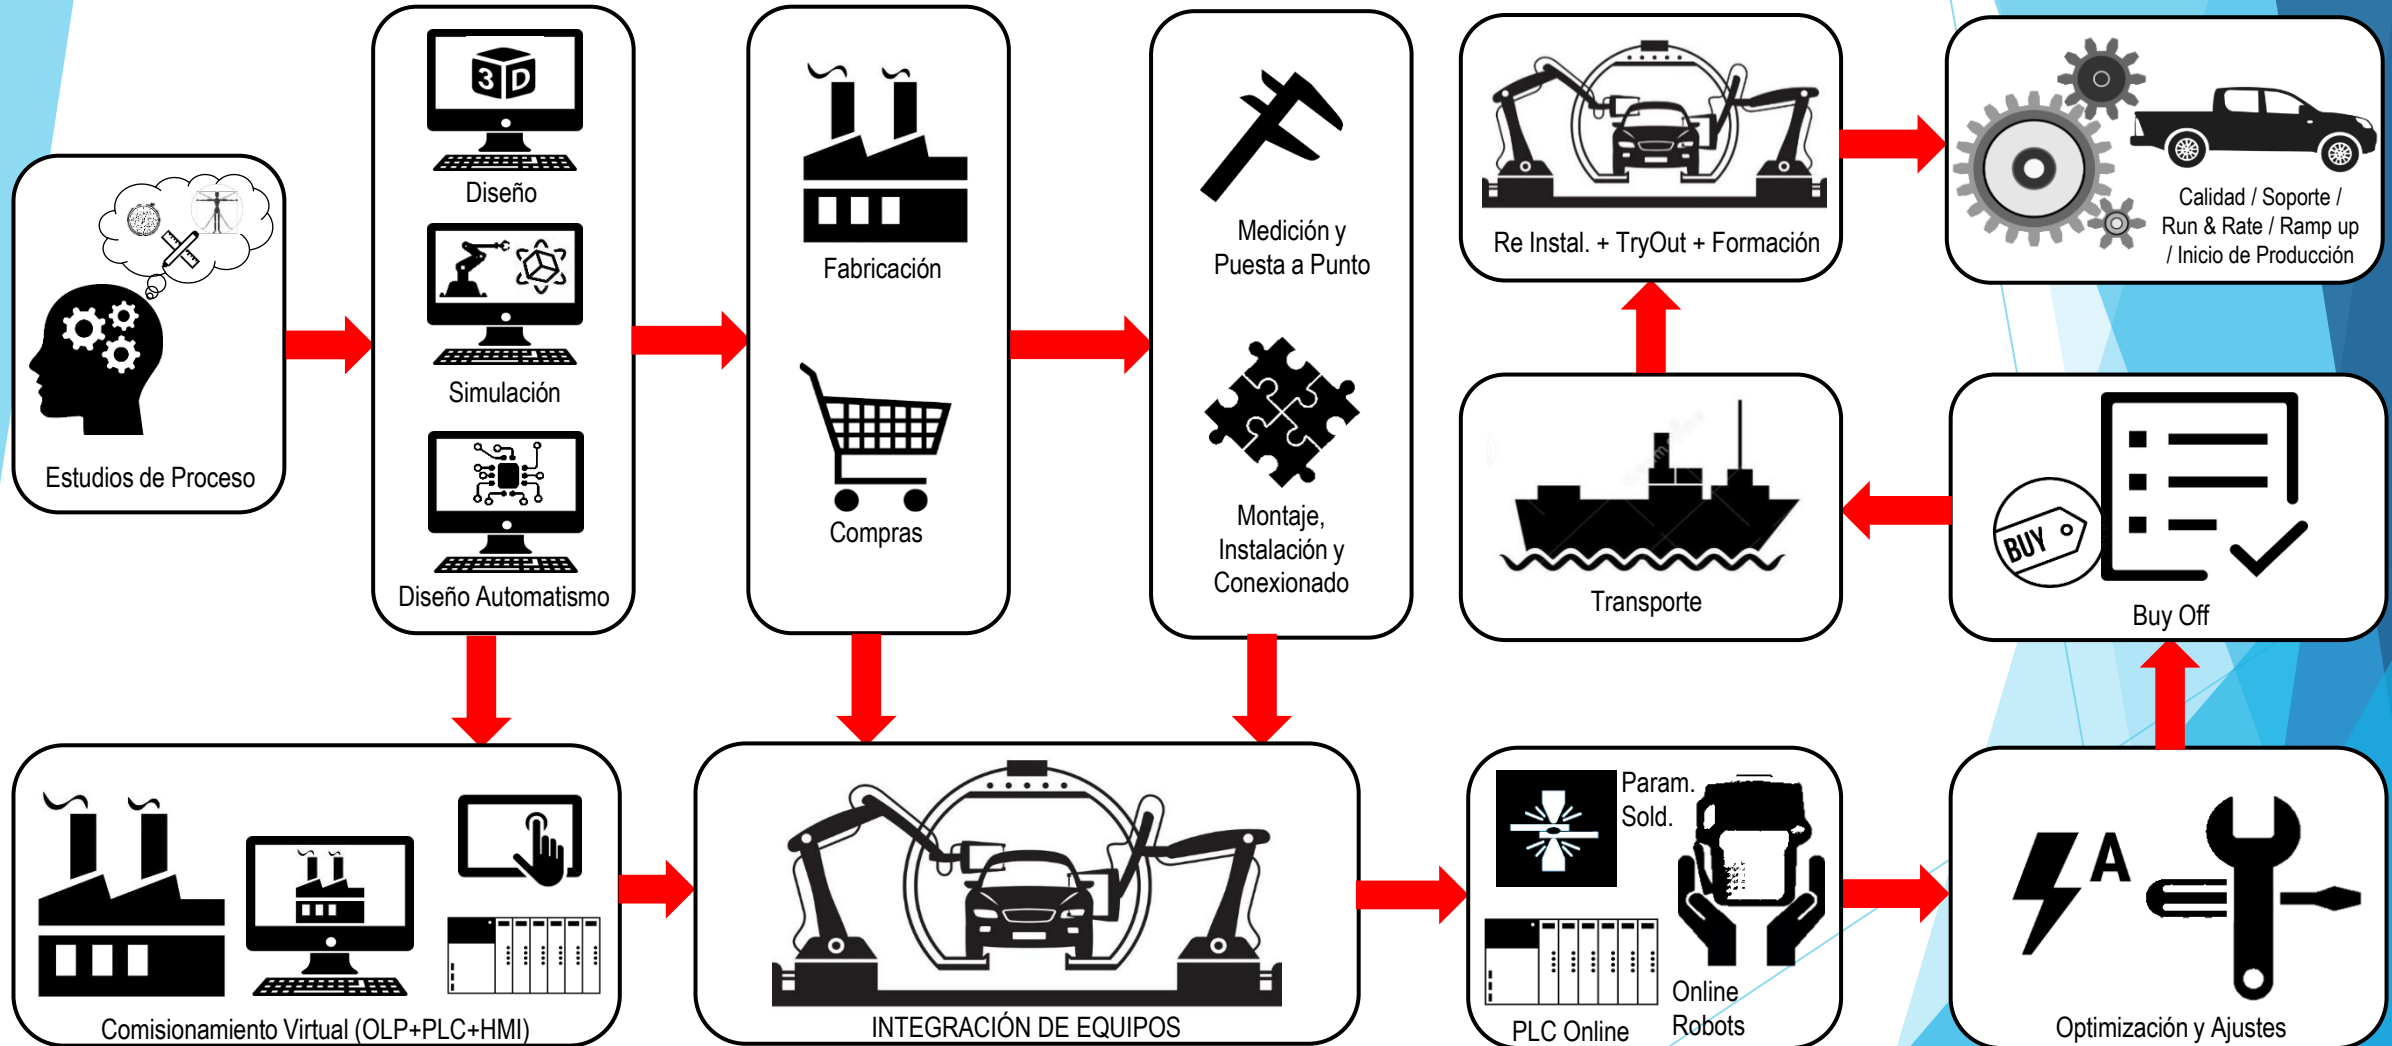 3D
Diseño
Simulación
Diseño Automatismo
Estudios de Proceso
Fabricación
Compras
Medición y
Puesta a Punto
Montaje,
Instalación y
Conexionado
Re Instal. + TryOut + Formación
Calidad / Soporte /
Run & Rate / Ramp up
/ Inicio de Producción
Transporte
BUY
Buy Off
Comisionamiento Virtual (OLP+PLC+HMI)
INTEGRACIÓN DE EQUIPOS
Param.
Sold.
PLC Online
Online
Robots
A
Optimización y Ajustes